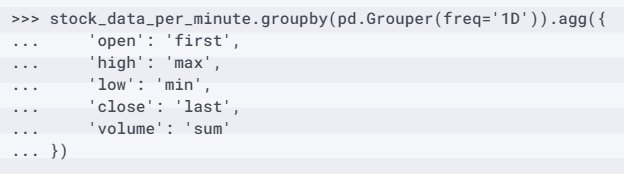 >>> stock_data_per_minute.groupby(pd.Grouper(freq='1D')).agg({
...     'open': 'first',
...     'high': 'max',
...     'low': 'min',
...     'close': 'last',
...     'volume': 'sum'
... })